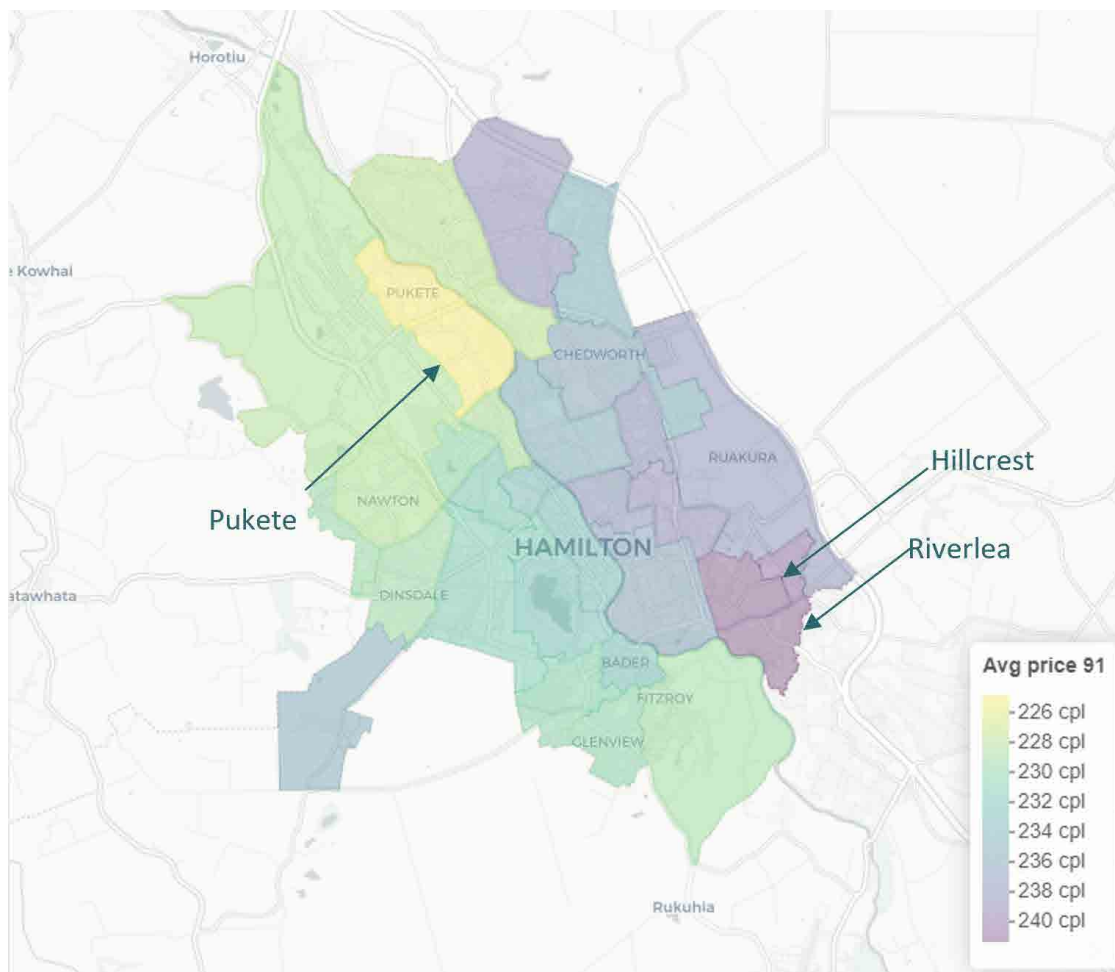 Horotiu
e Kowhai
PUKETE
CHEDWORTH
RUAKURA
Hillcrest
NAWTON
Pukete
HAMILTON
Riverlea
atawhata
DINSDALE
BADER
FITZROY
GLENVIEW
Rukuhia
Avg price 91
226 cpl
228 cpl
230 cpl
232 cpl
234 cpl
236 cpl
238 cpl
240 cpl